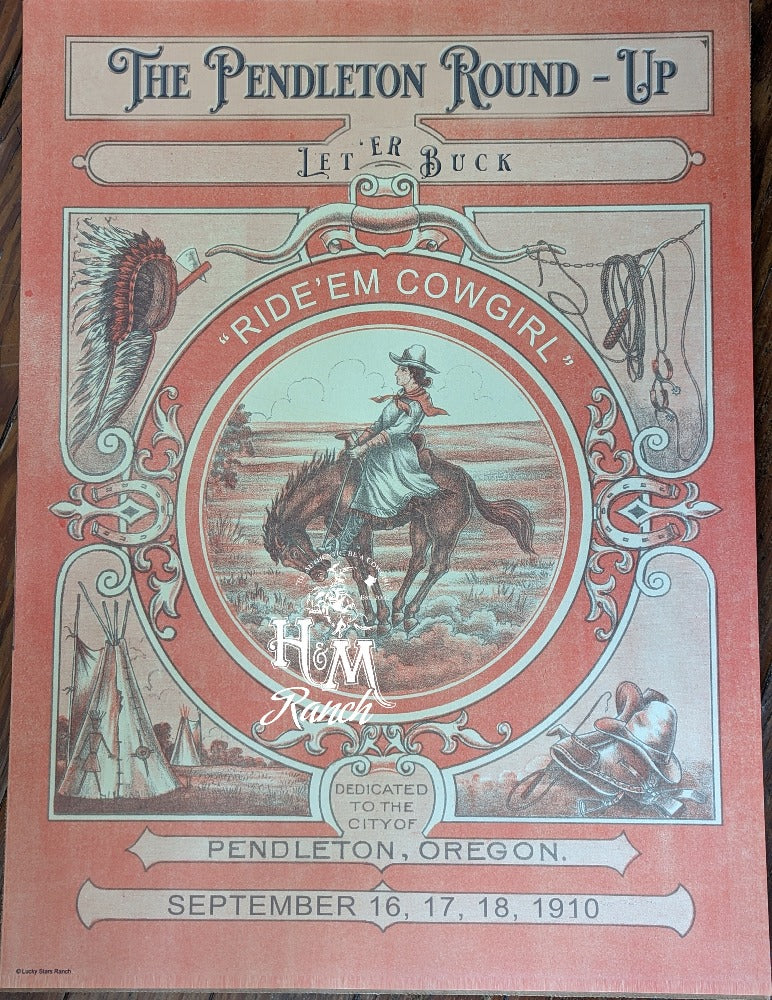 THE PENDLETON ROUND - UP
LET 'ER BUCK
"RIDE'EM COWGIRL"
H&M
Ranch
DEDICATED
TO THE
CITY OF
PENDLETON, OREGON.
SEPTEMBER 16, 17, 18, 1910
© Lucky Stars Ranch